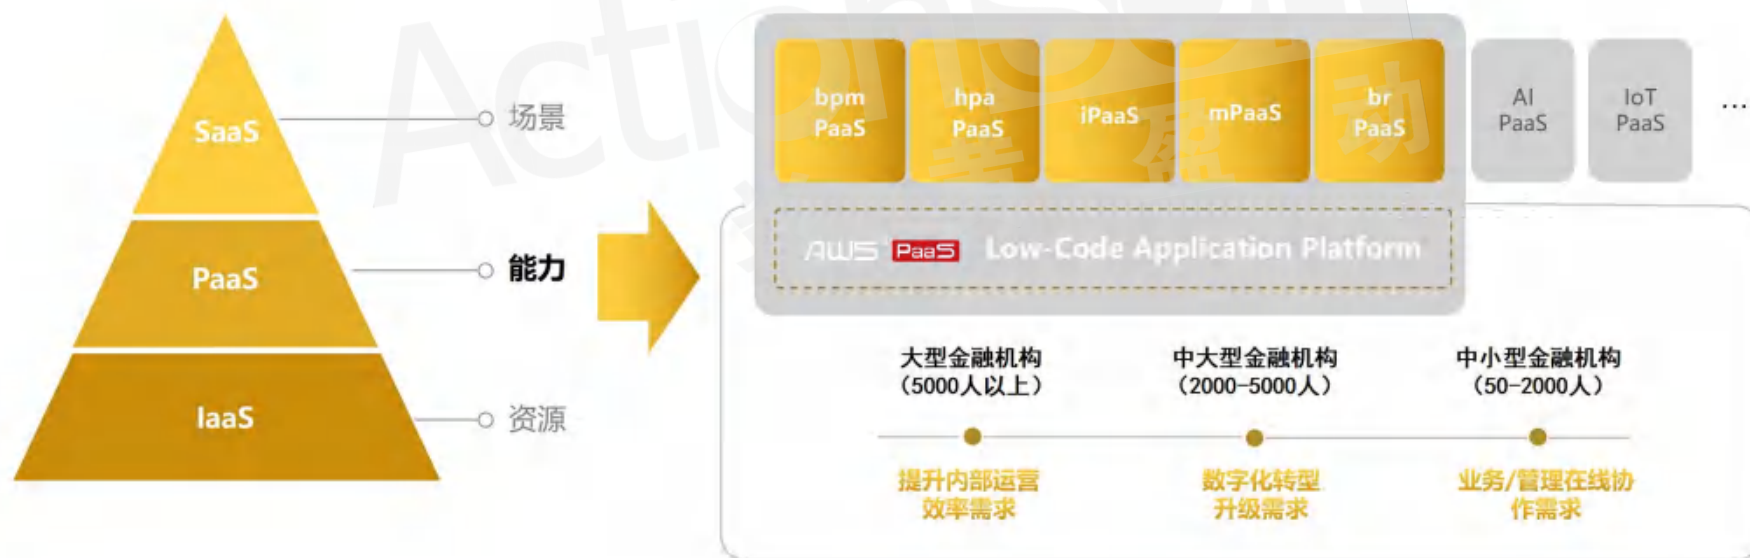 SaaS
场景
PaaS
能力
IaaS
资源
bpm
PaaS
hpa
PaaS
iPaaS
mPaaS
br
PaaS
AI
PaaS
IoT
PaaS
...
AWS PaaS Low-Code Application Platform
大型金融机构
（5000人以上）
中大型金融机构
（2000-5000人）
中小型金融机构
（50-2000人）
提升内部运营
效率需求
数字化转型
升级需求
业务/管理在线协
作需求